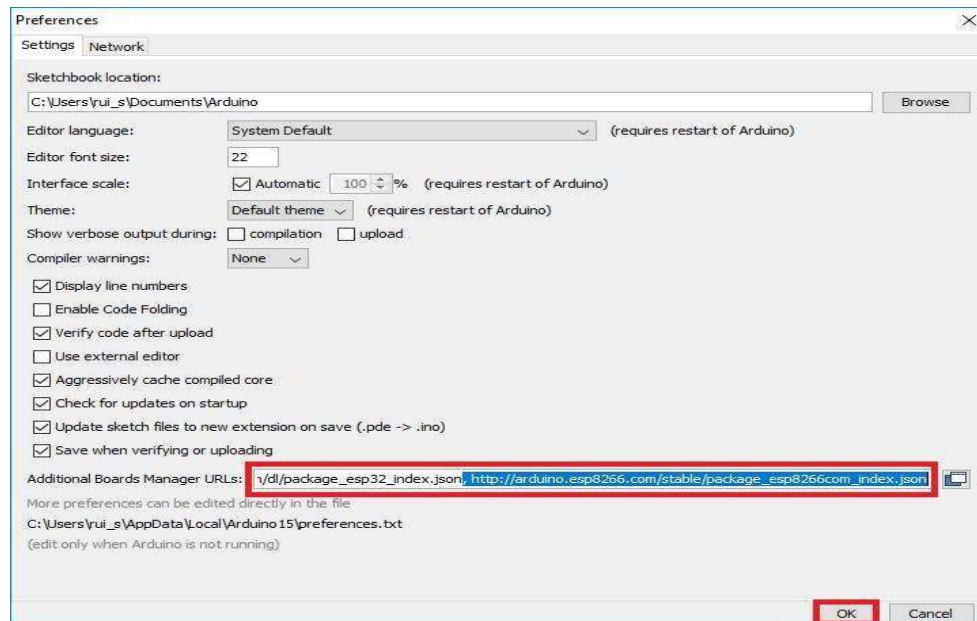 Preferences
Settings Network
Sketchbook location:
C:\Users\rui_s\Documents\Arduino Browse
Editor language: System Default (requires restart of Arduino)
Editor font size: 22
Interface scale: Automatic 100 % (requires restart of Arduino)
Theme: Default theme (requires restart of Arduino)
Show verbose output during: compilation upload
Compiler warnings: None
Display line numbers
Enable Code Folding
Verify code after upload
Use external editor
Aggressively cache compiled core
Check for updates on startup
Update sketch files to new extension on save (.pde -> .ino)
Save when verifying or uploading
Additional Boards Manager URLs: /dl/package_esp32_index.json, http://arduino.esp8266.com/stable/package_esp8266com_index.json
More preferences can be edited directly in the file
C:\Users\rui_s\AppData\Local\Arduino15\preferences.txt
(edit only when Arduino is not running)
OK Cancel